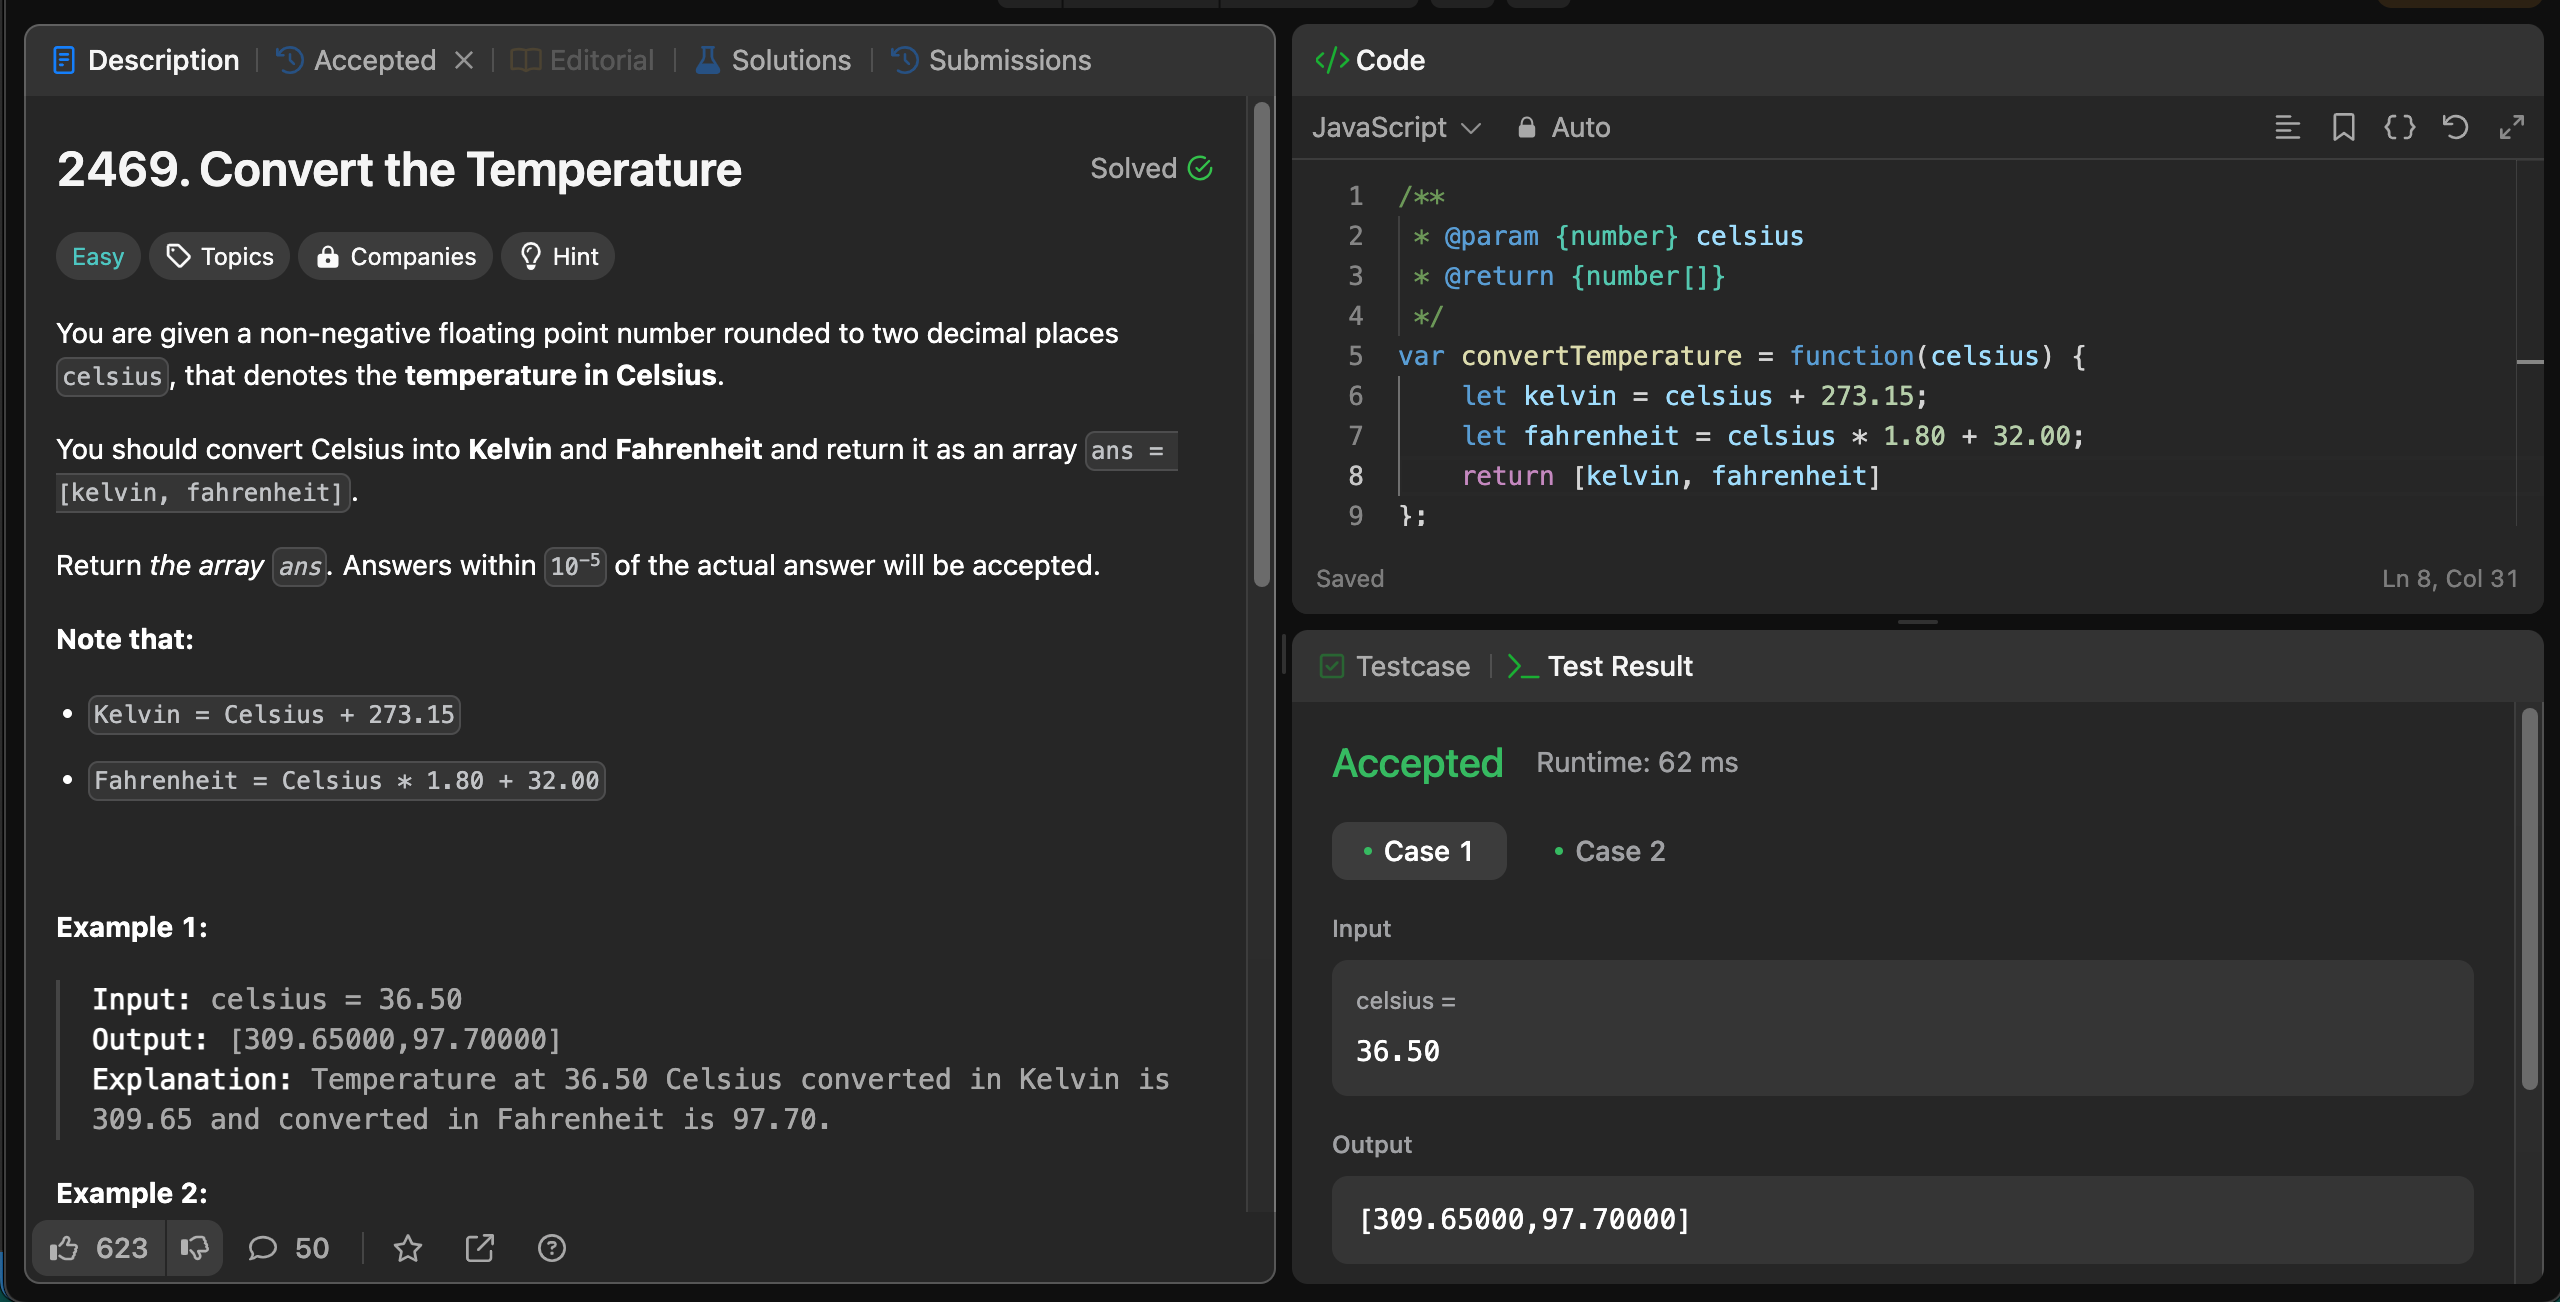 Description
Accepted
Editorial
Solutions
Submissions
2469. Convert the Temperature
Solved
Easy
Topics
Companies
Hint
You are given a non-negative floating point number rounded to two decimal places
celsius, that denotes the temperature in Celsius.
You should convert Celsius into Kelvin and Fahrenheit and return it as an array ans =
[kelvin, fahrenheit].
Return the array ans. Answers within 10⁻⁵ of the actual answer will be accepted.
Note that:
• Kelvin = Celsius + 273.15
• Fahrenheit = Celsius * 1.80 + 32.00
Example 1:
Input: celsius = 36.50
Output: [309.65000,97.70000]
Explanation: Temperature at 36.50 Celsius converted in Kelvin is
309.65 and converted in Fahrenheit is 97.70.
Example 2:
623
50
</> Code
JavaScript
Auto
1 /**
2 * @param {number} celsius
3 * @return {number[]}
4 */
5 var convertTemperature = function(celsius) {
6 let kelvin = celsius + 273.15;
7 let fahrenheit = celsius * 1.80 + 32.00;
8 return [kelvin, fahrenheit]
9 };
Saved
Ln 8, Col 31
Testcase
Test Result
Accepted
Runtime: 62 ms
• Case 1
• Case 2
Input
celsius =
36.50
Output
[309.65000,97.70000]